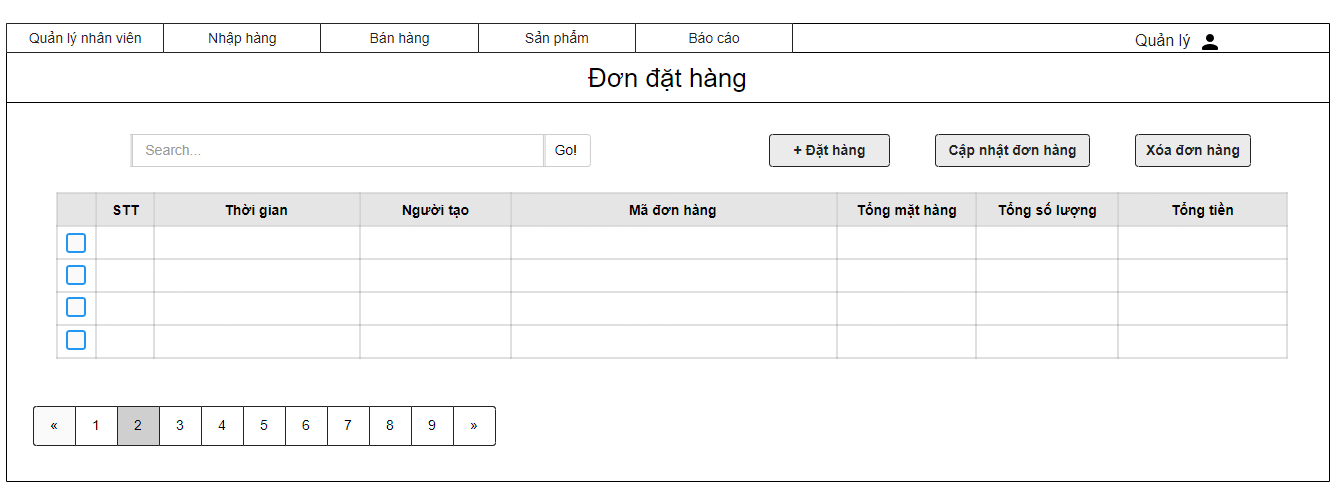 Quản lý nhân viên Nhập hàng Bán hàng Sản phẩm Báo cáo Quản lý
Đơn đặt hàng
Search... Go! + Đặt hàng Cập nhật đơn hàng Xóa đơn hàng
STT Thời gian Người tạo Mã đơn hàng Tổng mặt hàng Tổng số lượng Tổng tiền
« 1 2 3 4 5 6 7 8 9 »